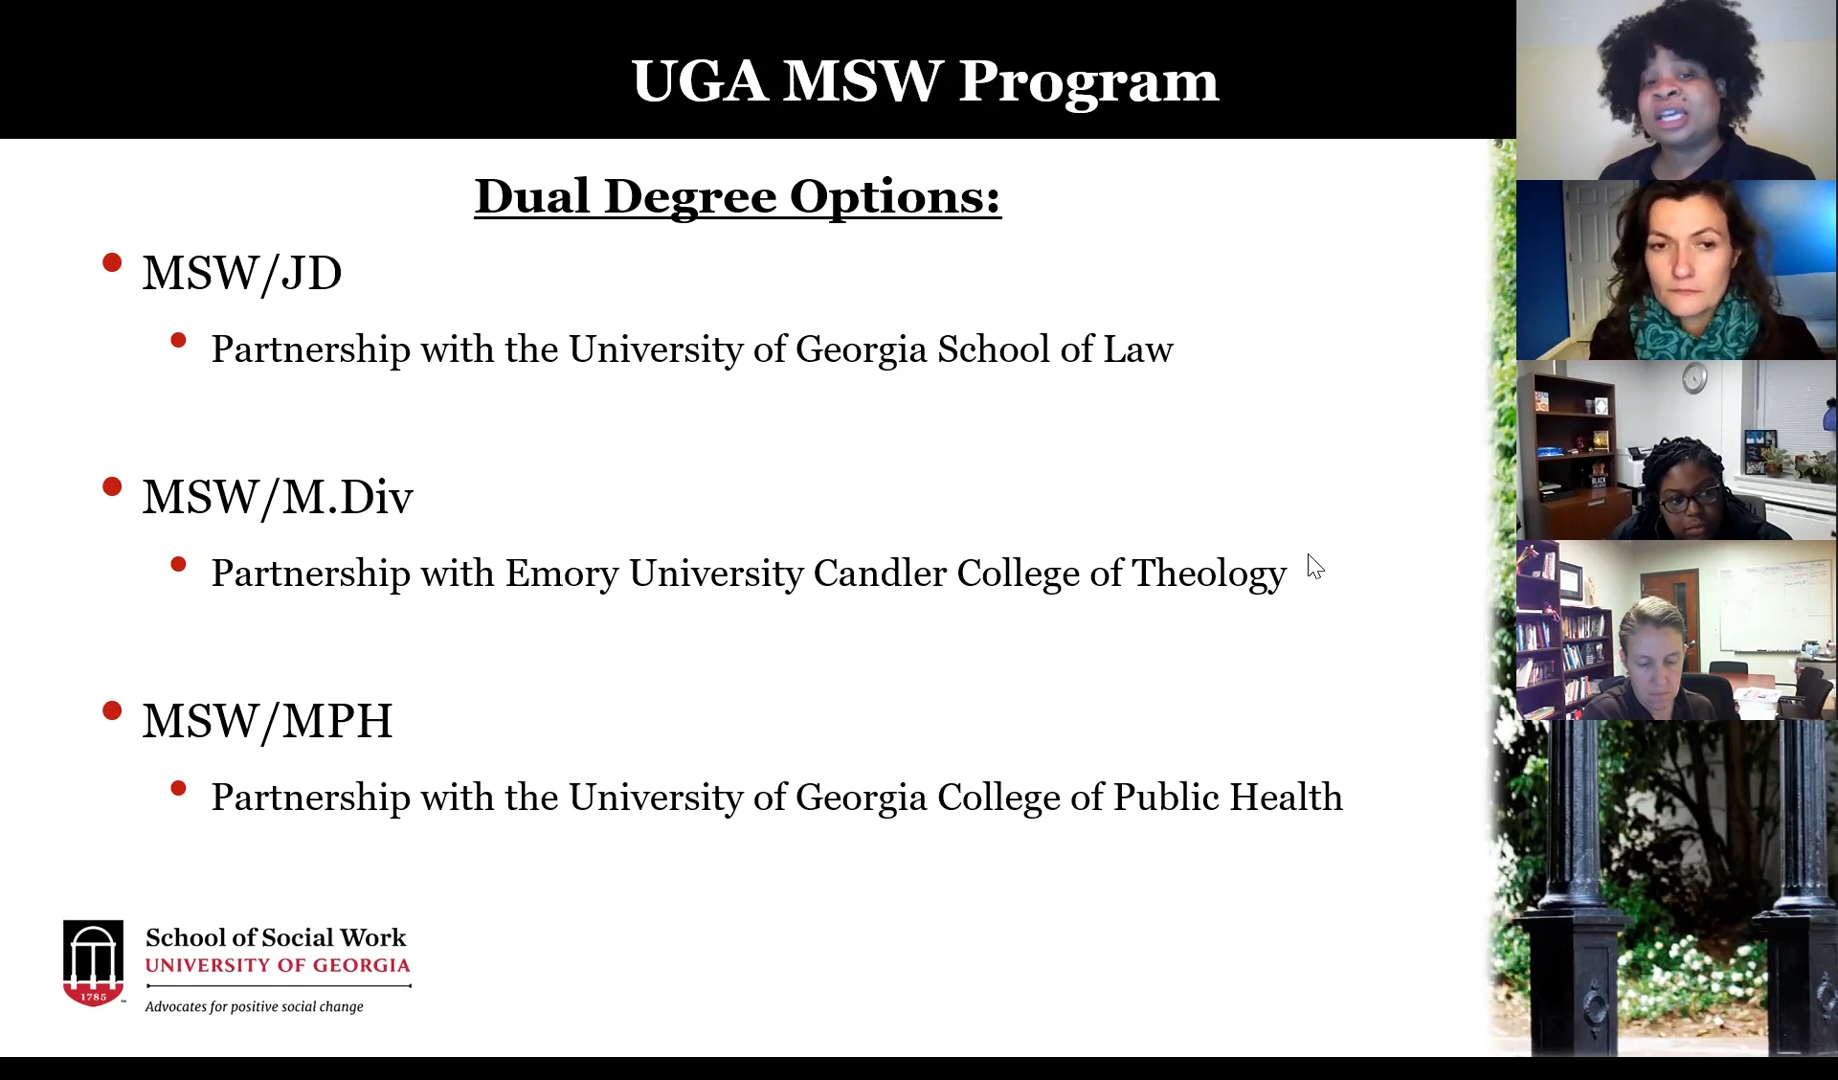 UGA MSW Program
Dual Degree Options:
MSW/JD
Partnership with the University of Georgia School of Law
MSW/M.Div
Partnership with Emory University Candler College of Theology
MSW/MPH
Partnership with the University of Georgia College of Public Health
1785
School of Social Work
UNIVERSITY OF GEORGIA
Advocates for positive social change
BLACK